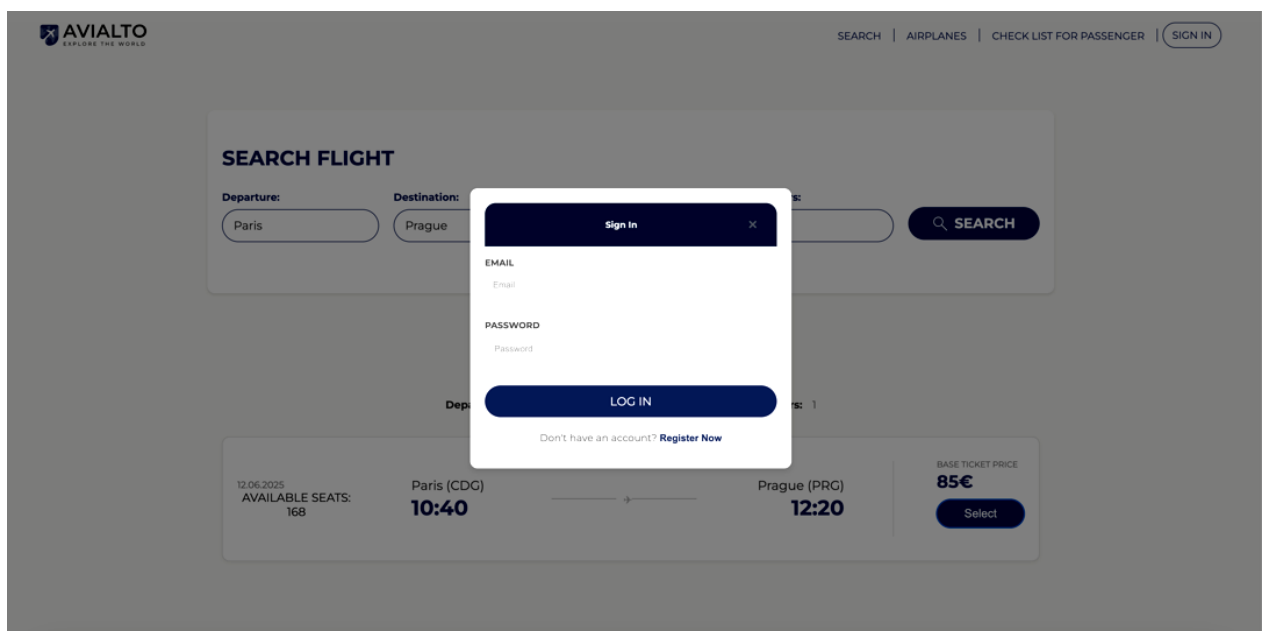 AVIALTO
EXPLORE THE WORLD
SEARCH | AIRPLANES | CHECK LIST FOR PASSENGER | SIGN IN
SEARCH FLIGHT
Departure: Destination: s:
Paris Prague SEARCH
Sign In ×
EMAIL
Email
PASSWORD
Password
LOG IN
Don't have an account? Register Now
Depa rs: 1
12.06.2025
AVAILABLE SEATS:
168
Paris (CDG)
10:40
Prague (PRG)
12:20
BASE TICKET PRICE
85€
Select